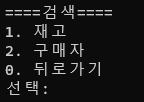 ====검색====
1. 재고
2. 구매자
0. 뒤로가기
선택: